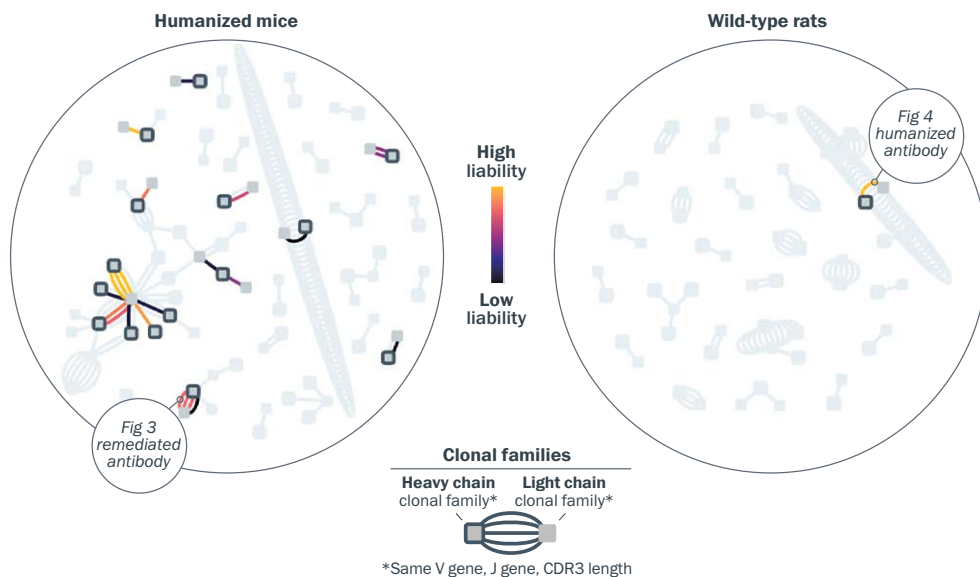 Humanized mice
Wild-type rats
Fig 4
humanized
antibody
High
liability
Low
liability
Fig 3
remediated
antibody
Clonal families
Heavy chain
clonal family*
Light chain
clonal family*
*Same V gene, J gene, CDR3 length